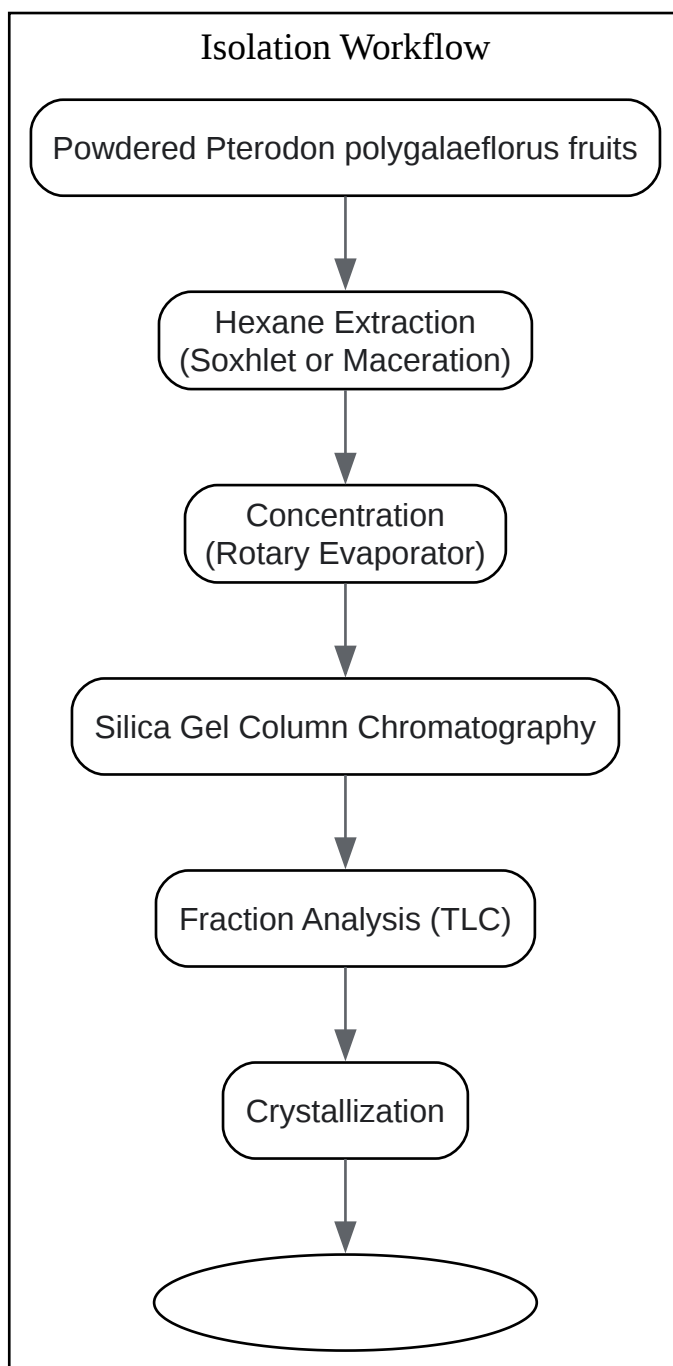 Isolation Workflow
Powdered Pterodon polygalaeflorus fruits
Hexane Extraction
(Soxhlet or Maceration)
Concentration
(Rotary Evaporator)
Silica Gel Column Chromatography
Fraction Analysis (TLC)
Crystallization